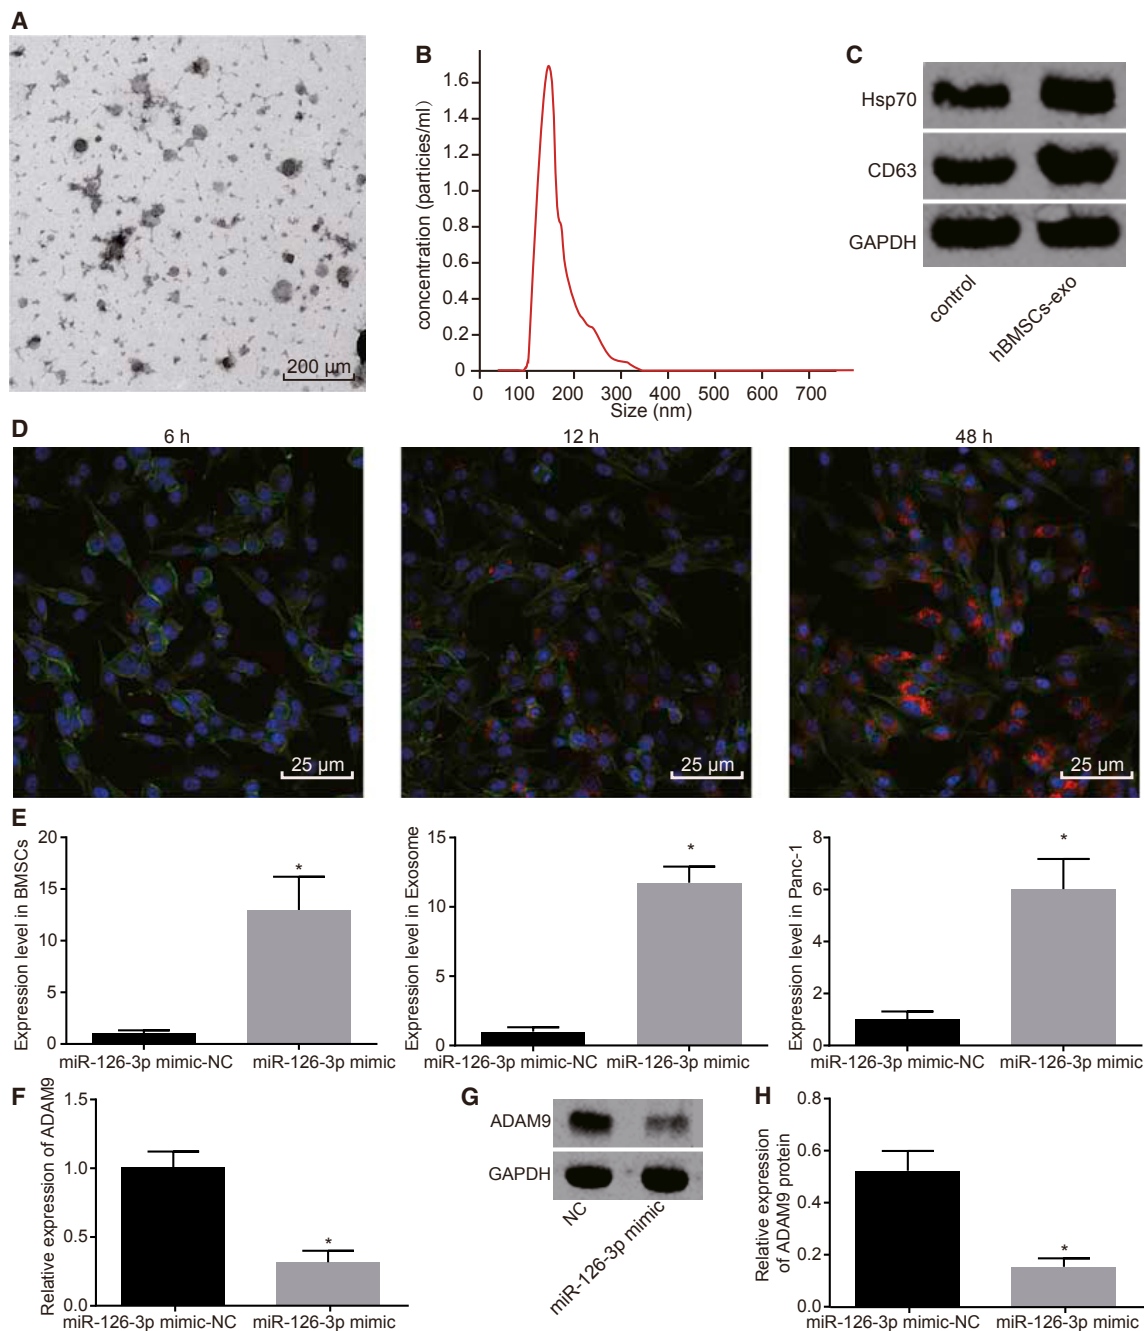 A
200 µm
B
concentration (particies/ml)
1.6
1.4
1.2
1.0
0.8
0.6
0.4
0.2
0
0 100 200 300 400 500 600 700
Size (nm)
C
Hsp70
CD63
GAPDH
control
hBMSCs-exo
D
6 h
12 h
48 h
25 µm
25 µm
25 µm
E
Expression level in BMSCs
20
15
10
5
0
*
miR-126-3p mimic-NC
miR-126-3p mimic
Expression level in Exosome
15
10
5
0
*
miR-126-3p mimic-NC
miR-126-3p mimic
Expression level in Panc-1
8
6
4
2
0
*
miR-126-3p mimic-NC
miR-126-3p mimic
F
Relative expression of ADAM9
1.5
1.0
0.5
0.0
*
miR-126-3p mimic-NC
miR-126-3p mimic
G
ADAM9
GAPDH
NC
miR-126-3p mimic
H
Relative expression
of ADAM9 protein
0.8
0.6
0.4
0.2
0.0
*
miR-126-3p mimic-NC
miR-126-3p mimic